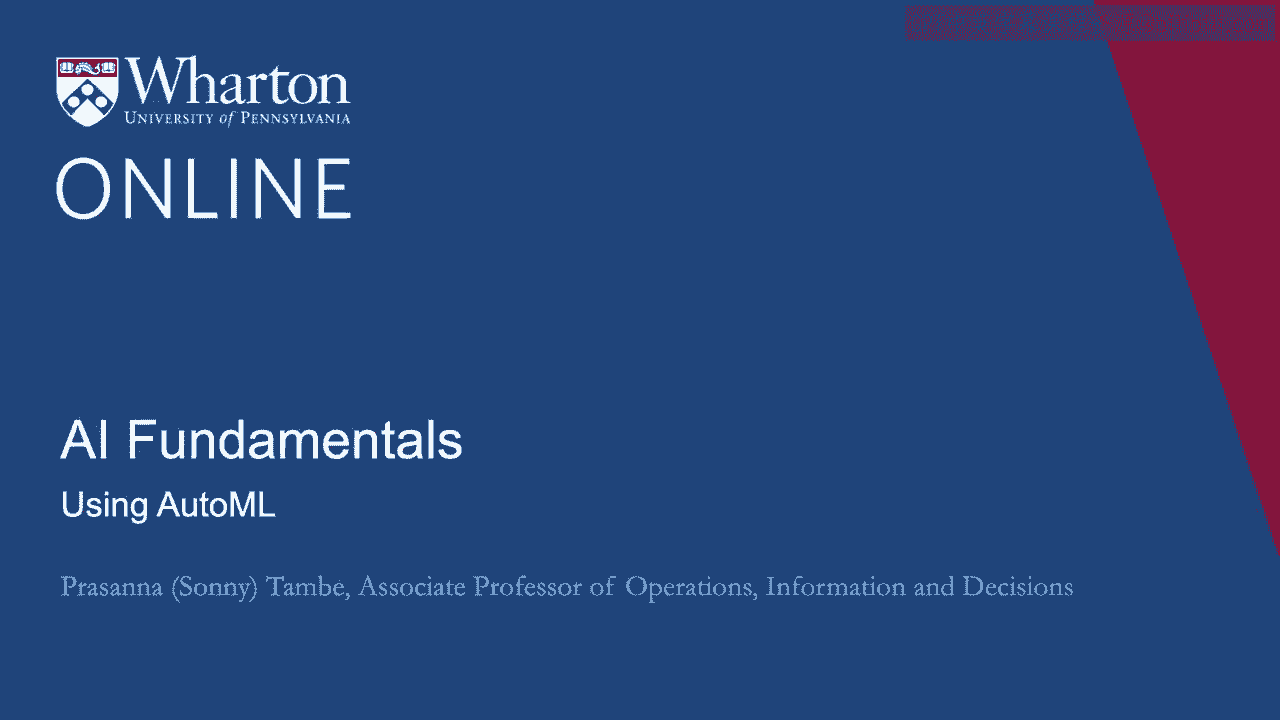 Wharton
UNIVERSITY of PENNSYLVANIA
ONLINE
AI Fundamentals
Using AutoML
Prasanna (Sonny) Tambe, Associate Professor of Operations, Information and Decisions